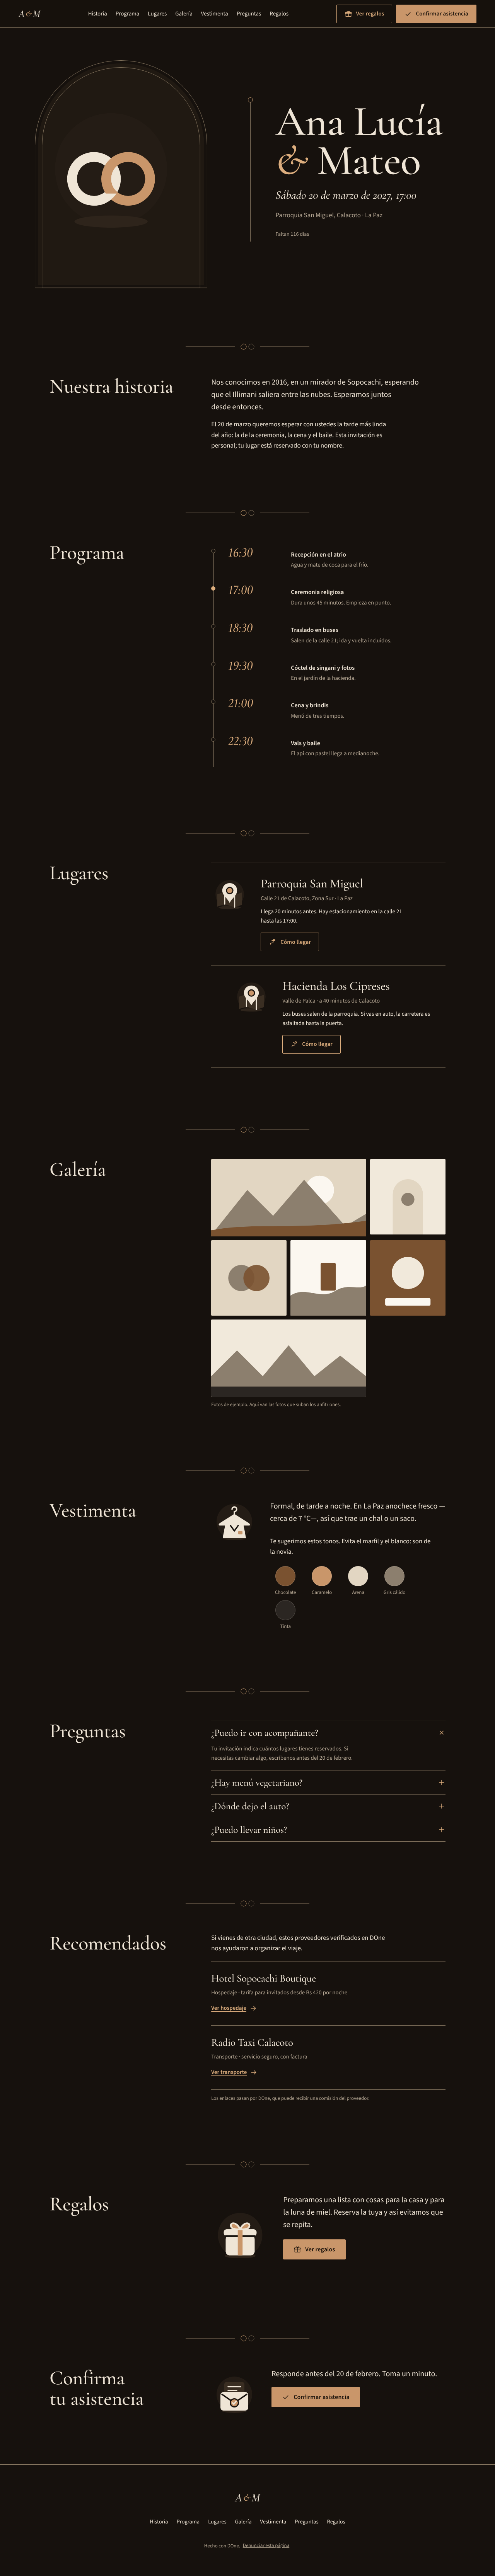 A & M
Historia Programa Lugares Galería Vestimenta Preguntas Regalos
Ver regalos
Confirmar asistencia
Ana Lucía
& Mateo
Sábado 20 de marzo de 2027, 17:00
Parroquia San Miguel, Calacoto · La Paz
Faltan 116 días.
Nuestra historia
Nos conocimos en 2016, en un mirador de Sopocachi, esperando
que el Illimani saliera entre las nubes. Esperamos juntos
desde entonces.
El 20 de marzo queremos esperar con ustedes la tarde más linda
del año: la de la ceremonia, la cena y el baile. Esta invitación es
personal; tu lugar está reservado con tu nombre.
Programa
16:30
Recepción en el atrio
Agua y mate de coca para el frío.
17:00
Ceremonia religiosa
Dura unos 45 minutos. Empieza en punto.
18:30
Traslado en buses
Salen de la calle 21; ida y vuelta incluidos.
19:30
Cóctel de singani y fotos
En el jardín de la hacienda.
21:00
Cena y brindis
Menú de tres tiempos.
22:30
Vals y baile
El api con pastel llega a medianoche.
Lugares
Parroquia San Miguel
Calle 21 de Calacoto, Zona Sur · La Paz
Llega 20 minutos antes. Hay estacionamiento en la calle 21
hasta las 17:00.
Cómo llegar
Hacienda Los Cipreses
Valle de Palca · a 40 minutos de Calacoto
Los buses salen de la parroquia. Si vas en auto, la carretera es
asfaltada hasta la puerta.
Cómo llegar
Galería
Fotos de ejemplo. Aquí van las fotos que suban los anfitriones.
Vestimenta
Formal, de tarde a noche. En La Paz anochece fresco —
cerca de 7 °C—, así que trae un chal o un saco.
Te sugerimos estos tonos. Evita el marfil y el blanco: son de
la novia.
Chocolate
Caramelo
Arena
Gris cálido
Tinta
Preguntas
¿Puedo ir con acompañante?
Tu invitación indica cuántos lugares tienes reservados. Si
necesitas cambiar algo, escríbenos antes del 20 de febrero.
¿Hay menú vegetariano?
¿Dónde dejo el auto?
¿Puedo llevar niños?
Recomendados
Si vienes de otra ciudad, estos proveedores verificados en DOne
nos ayudaron a organizar el viaje.
Hotel Sopocachi Boutique
Hospedaje · tarifa para invitados desde Bs 420 por noche
Ver hospedaje
Radio Taxi Calacoto
Transporte · servicio seguro, con factura
Ver transporte
Los enlaces pasan por DOne, que puede recibir una comisión del proveedor.
Regalos
Preparamos una lista con cosas para la casa y para
la luna de miel. Reserva la tuya y así evitamos que
se repita.
Ver regalos
Confirma
tu asistencia
Responde antes del 20 de febrero. Toma un minuto.
Confirmar asistencia
A & M
Historia Programa Lugares Galería Vestimenta Preguntas Regalos
Hecho con DOne. Denunciar esta página